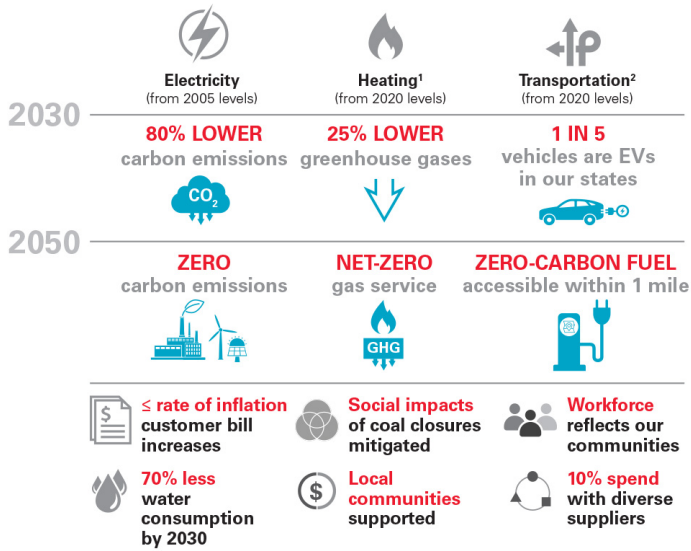 Electricity
(from 2005 levels)
Heating¹
(from 2020 levels)
Transportation²
(from 2020 levels)
2030
80% LOWER
carbon emissions
CO₂
25% LOWER
greenhouse gases
1 IN 5
vehicles are EVs
in our states
2050
ZERO
carbon emissions
NET-ZERO
gas service
GHG
ZERO-CARBON FUEL
accessible within 1 mile
$
≤ rate of inflation
customer bill
increases
Social impacts
of coal closures
mitigated
Workforce
reflects our
communities
70% less
water
consumption
by 2030
$
Local
communities
supported
10% spend
with diverse
suppliers